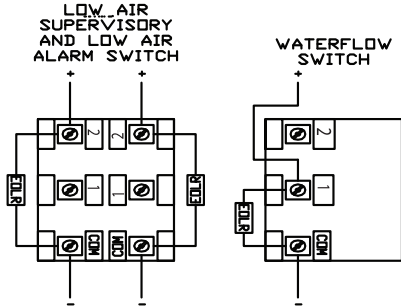 LOW AIR
SUPERVISORY
AND LOW AIR
ALARM SWITCH
WATERFLOW
SWITCH
+ +
+
2 2
2
EOLR
1 1
EOLR
1
EOLR
COM COM
COM
- -
-